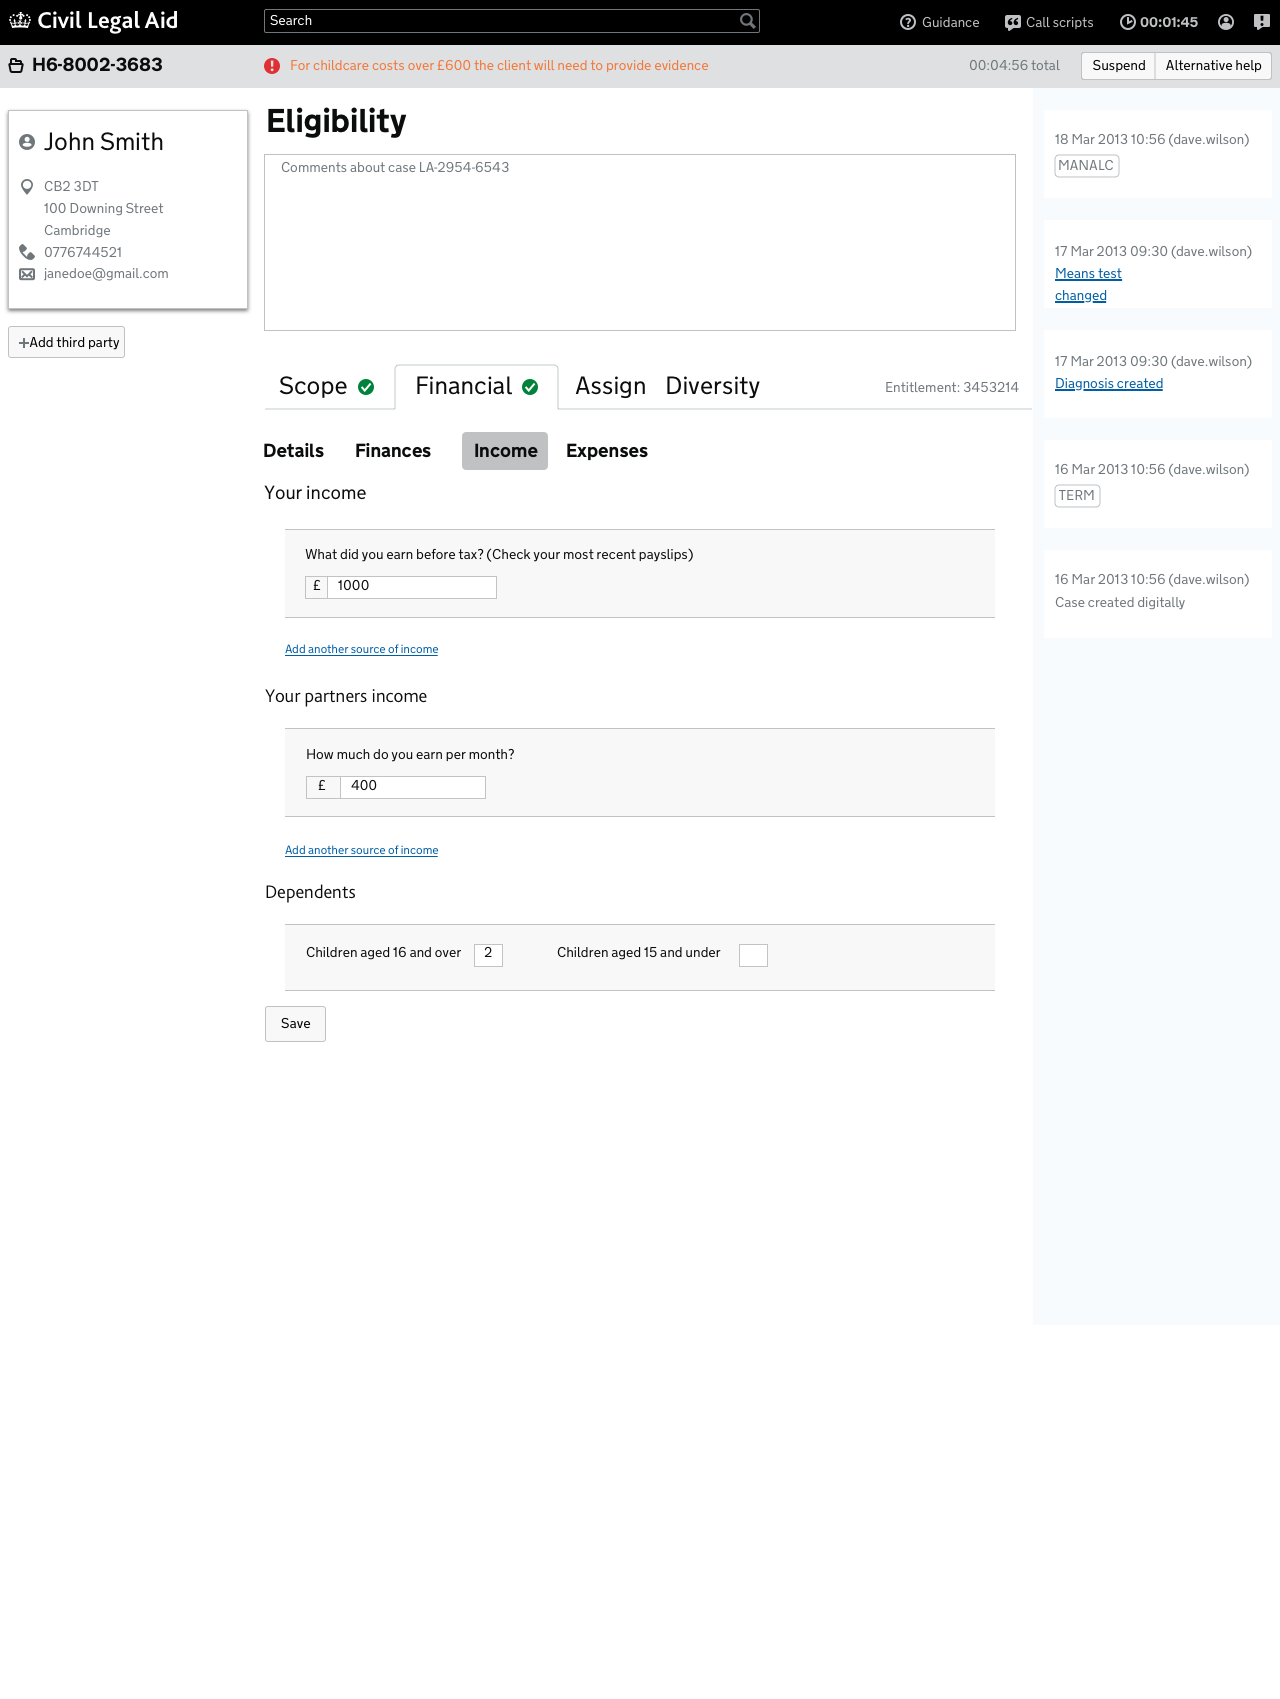 Civil Legal Aid
Search
Guidance
Call scripts
00:01:45
H6-8002-3683
For childcare costs over £600 the client will need to provide evidence
00:04:56 total
Suspend
Alternative help
John Smith
CB2 3DT
100 Downing Street
Cambridge
0776744521
janedoe@gmail.com
+Add third party
Eligibility
Comments about case LA-2954-6543
Scope
Financial
Assign
Diversity
Entitlement: 3453214
Details
Finances
Income
Expenses
Your income
What did you earn before tax? (Check your most recent payslips)
£ 1000
Add another source of income
Your partners income
How much do you earn per month?
£ 400
Add another source of income
Dependents
Children aged 16 and over 2
Children aged 15 and under
Save
18 Mar 2013 10:56 (dave.wilson)
MANALC
17 Mar 2013 09:30 (dave.wilson)
Means test
changed
17 Mar 2013 09:30 (dave.wilson)
Diagnosis created
16 Mar 2013 10:56 (dave.wilson)
TERM
16 Mar 2013 10:56 (dave.wilson)
Case created digitally